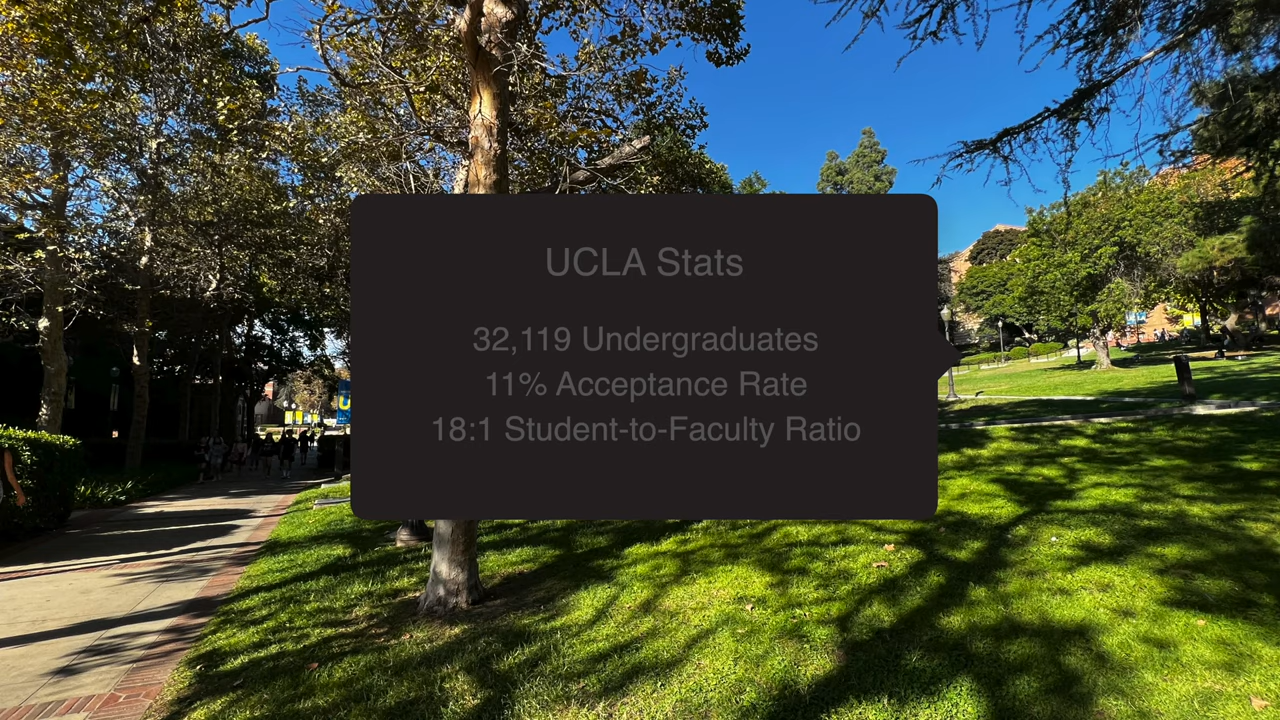 UCLA Stats
32,119 Undergraduates
11% Acceptance Rate
18:1 Student-to-Faculty Ratio